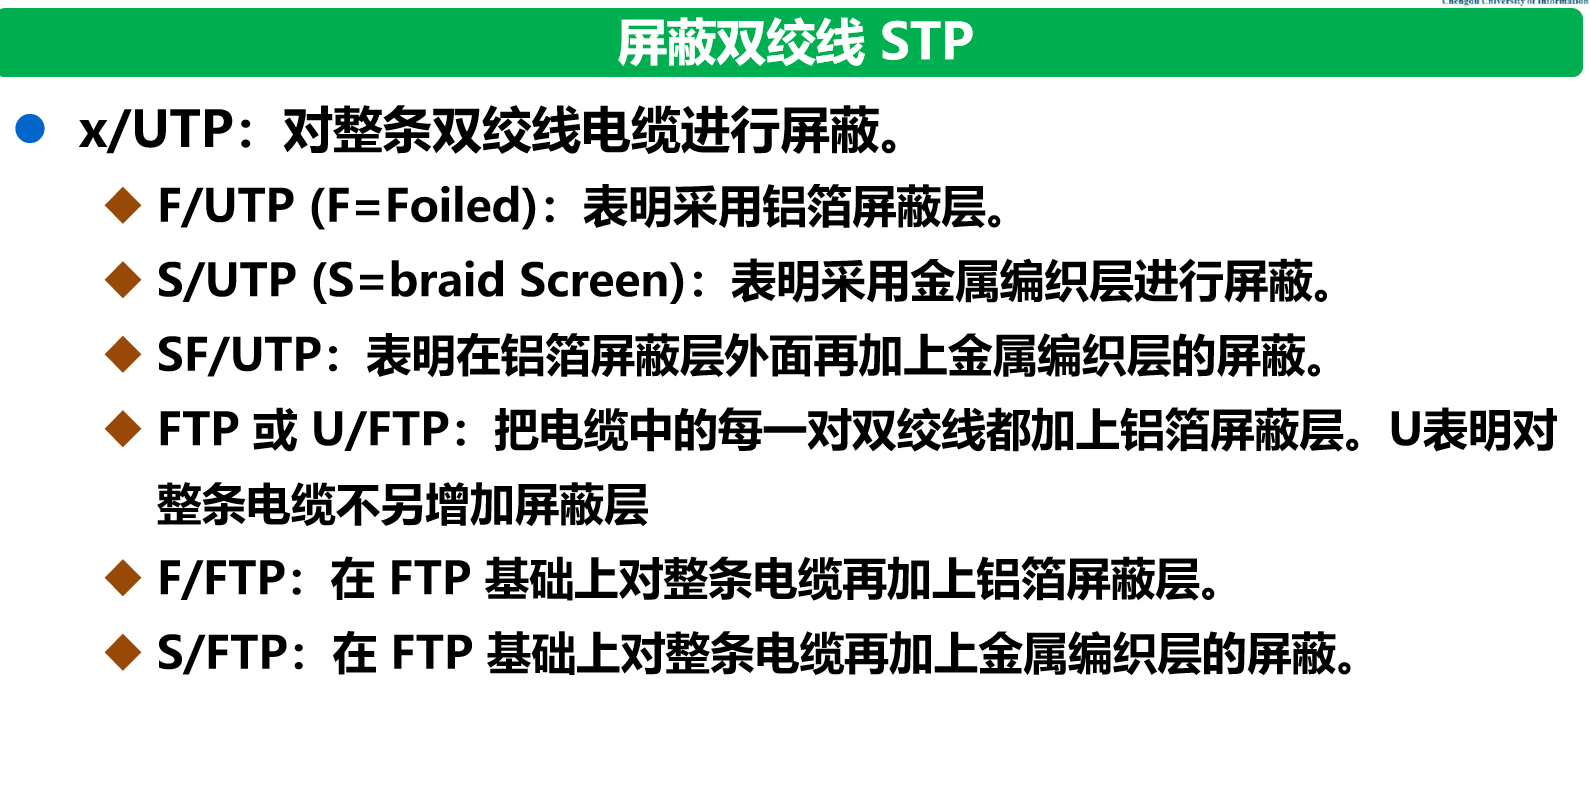 Chengdu University of Information
屏蔽双绞线 STP
x/UTP：对整条双绞线电缆进行屏蔽。
F/UTP (F=Foiled)：表明采用铝箔屏蔽层。
S/UTP (S=braid Screen)：表明采用金属编织层进行屏蔽。
SF/UTP：表明在铝箔屏蔽层外面再加上金属编织层的屏蔽。
FTP 或 U/FTP：把电缆中的每一对双绞线都加上铝箔屏蔽层。U表明对
整条电缆不另增加屏蔽层
F/FTP：在 FTP 基础上对整条电缆再加上铝箔屏蔽层。
S/FTP：在 FTP 基础上对整条电缆再加上金属编织层的屏蔽。